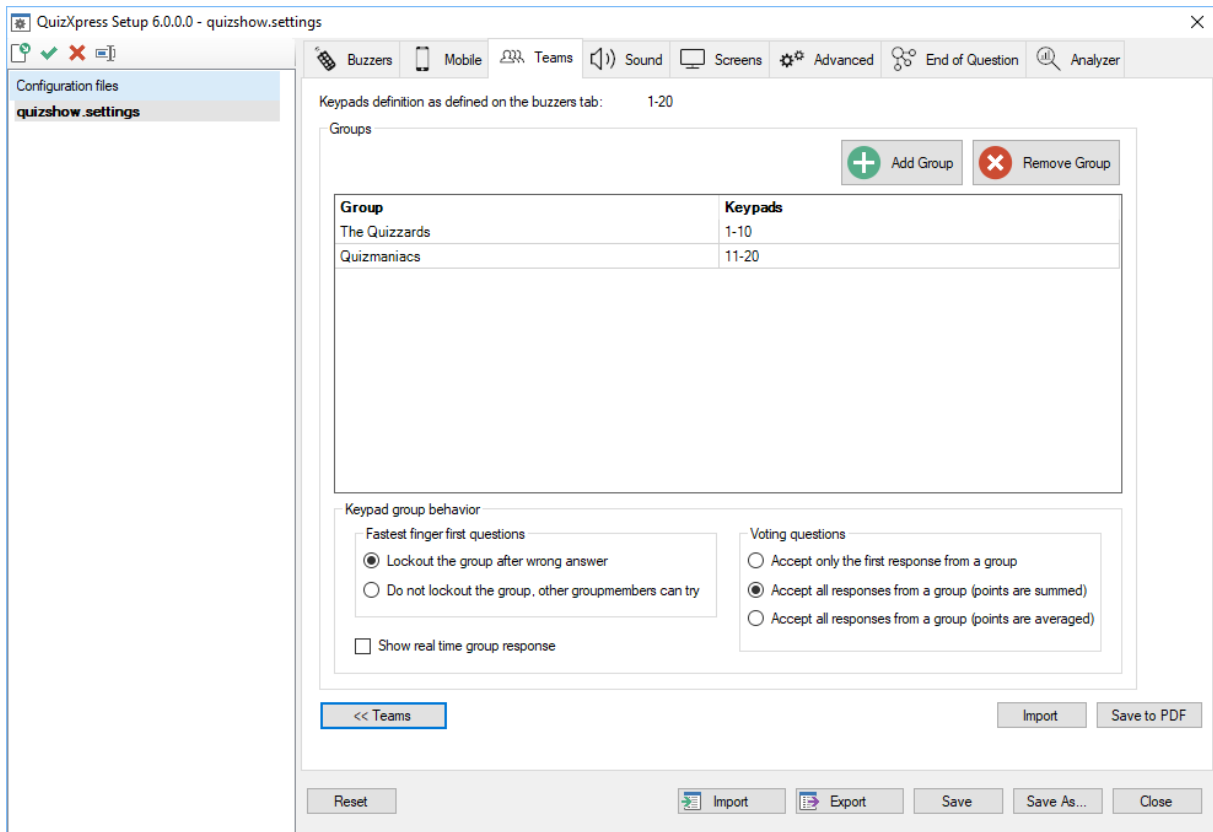 QuizXpress Setup 6.0.0.0 - quizshow.settings
Buzzers Mobile Teams Sound Screens Advanced End of Question Analyzer
Configuration files
quizshow.settings
Keypads definition as defined on the buzzers tab: 1-20
Groups
Add Group Remove Group
Group Keypads
The Quizzards 1-10
Quizmaniacs 11-20
Keypad group behavior
Fastest finger first questions
Lockout the group after wrong answer
Do not lockout the group, other groupmembers can try
Show real time group response
Voting questions
Accept only the first response from a group
Accept all responses from a group (points are summed)
Accept all responses from a group (points are averaged)
<< Teams Import Save to PDF
Reset Import Export Save Save As... Close